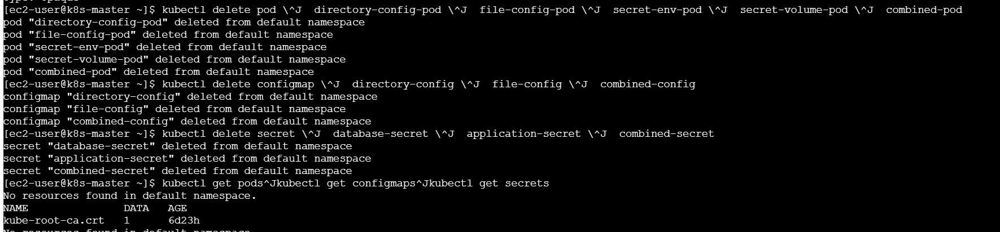 [ec2-user@k8s-master ~]$ kubectl delete pod \^J  directory-config-pod \^J  file-config-pod \^J  secret-env-pod \^J  secret-volume-pod \^J  combined-pod
pod "directory-config-pod" deleted from default namespace
pod "file-config-pod" deleted from default namespace
pod "secret-env-pod" deleted from default namespace
pod "secret-volume-pod" deleted from default namespace
pod "combined-pod" deleted from default namespace
[ec2-user@k8s-master ~]$ kubectl delete configmap \^J  directory-config \^J  file-config \^J  combined-config
configmap "directory-config" deleted from default namespace
configmap "file-config" deleted from default namespace
configmap "combined-config" deleted from default namespace
[ec2-user@k8s-master ~]$ kubectl delete secret \^J  database-secret \^J  application-secret \^J  combined-secret
secret "database-secret" deleted from default namespace
secret "application-secret" deleted from default namespace
secret "combined-secret" deleted from default namespace
[ec2-user@k8s-master ~]$ kubectl get pods^Jkubectl get configmaps^Jkubectl get secrets
No resources found in default namespace.
NAME               DATA   AGE
kube-root-ca.crt   1      6d23h
No resources found in default namespace.